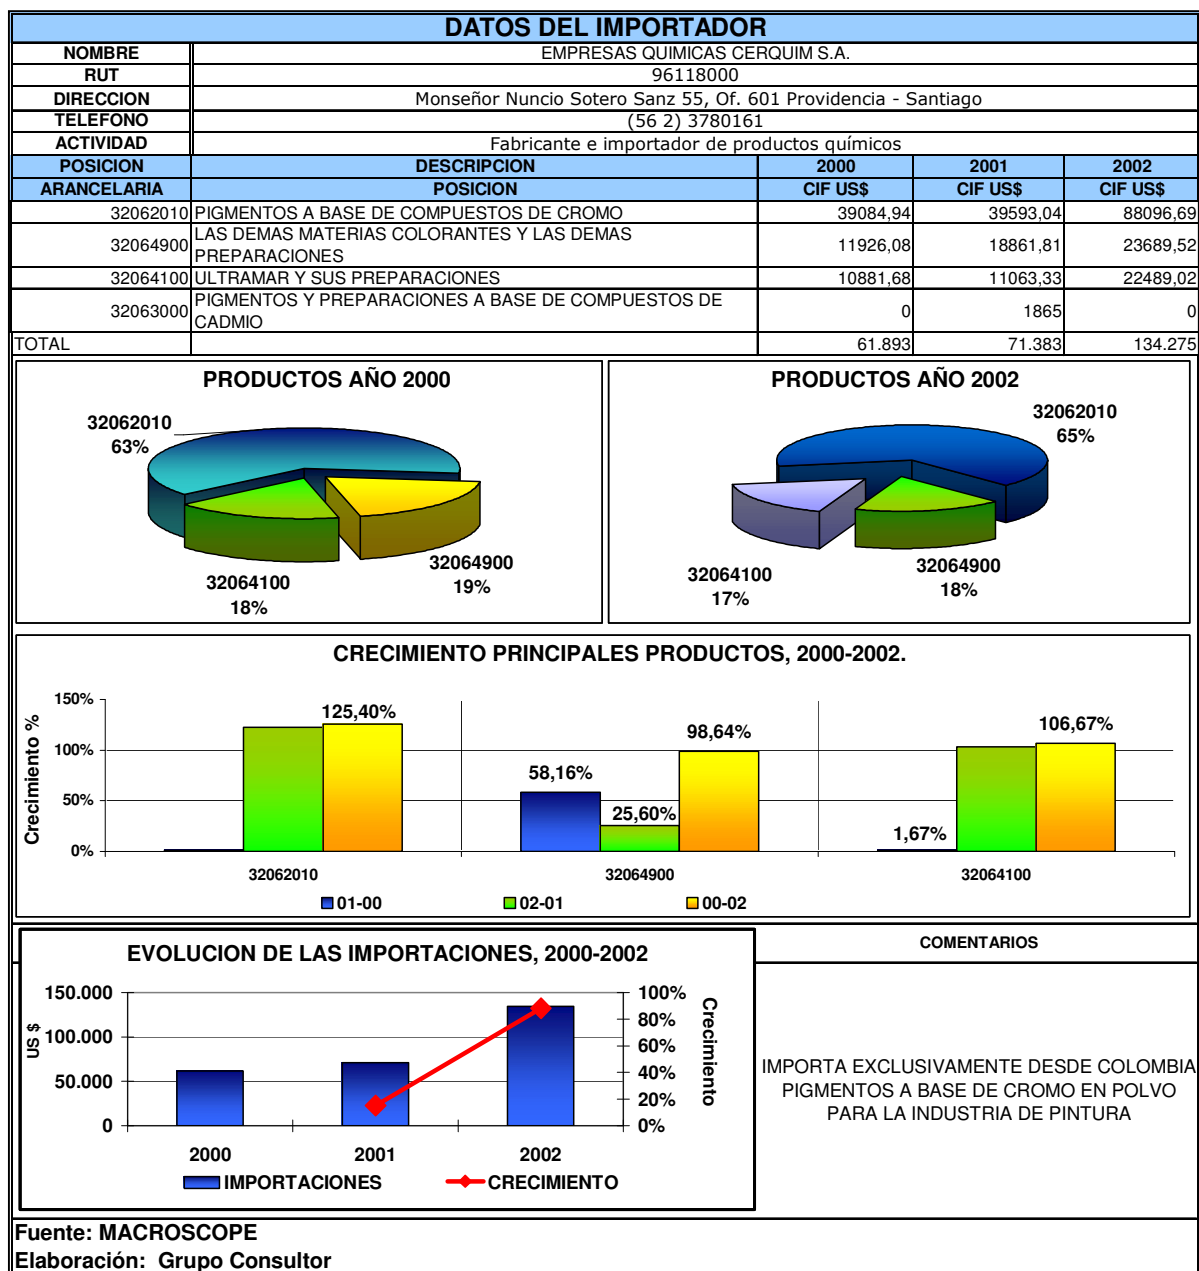 DATOS DEL IMPORTADOR
NOMBRE EMPRESAS QUIMICAS CERQUIM S.A.
RUT 96118000
DIRECCION Monseñor Nuncio Sotero Sanz 55, Of. 601 Providencia - Santiago
TELEFONO (56 2) 3780161
ACTIVIDAD Fabricante e importador de productos químicos
POSICION DESCRIPCION 2000 2001 2002
ARANCELARIA POSICION CIF US$ CIF US$ CIF US$
32062010 PIGMENTOS A BASE DE COMPUESTOS DE CROMO 39084,94 39593,04 88096,69
32064900 LAS DEMAS MATERIAS COLORANTES Y LAS DEMAS
PREPARACIONES 11926,08 18861,81 23689,52
32064100 ULTRAMAR Y SUS PREPARACIONES 10881,68 11063,33 22489,02
32063000 PIGMENTOS Y PREPARACIONES A BASE DE COMPUESTOS DE
CADMIO 0 1865 0
TOTAL 61.893 71.383 134.275
PRODUCTOS AÑO 2000
32062010
63%
32064900
19%
32064100
18%
PRODUCTOS AÑO 2002
32062010
65%
32064900
18%
32064100
17%
CRECIMIENTO PRINCIPALES PRODUCTOS, 2000-2002.
Crecimiento %
150%
100%
50%
0%
125,40%
58,16%
25,60%
98,64%
1,67%
106,67%
32062010 32064900 32064100
01-00 02-01 00-02
EVOLUCION DE LAS IMPORTACIONES, 2000-2002
US $
150.000
100.000
50.000
0
100%
80%
60%
40%
20%
0%
Crecimiento
2000 2001 2002
IMPORTACIONES CRECIMIENTO
COMENTARIOS
IMPORTA EXCLUSIVAMENTE DESDE COLOMBIA
PIGMENTOS A BASE DE CROMO EN POLVO
PARA LA INDUSTRIA DE PINTURA
Fuente: MACROSCOPE
Elaboración: Grupo Consultor